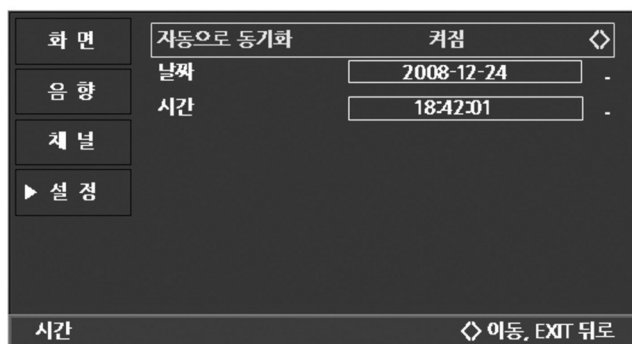 화 면
음 향
채 널
▶ 설 정
자동으로 동기화 켜짐
날짜 2008-12-24 .
시간 18:42:01 .
시간
이동, EXIT 뒤로